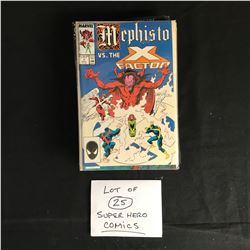 MARVEL
Mephisto
VS. THE
X
FACTOR
LOT OF
25
SUPER HERO
COMICS